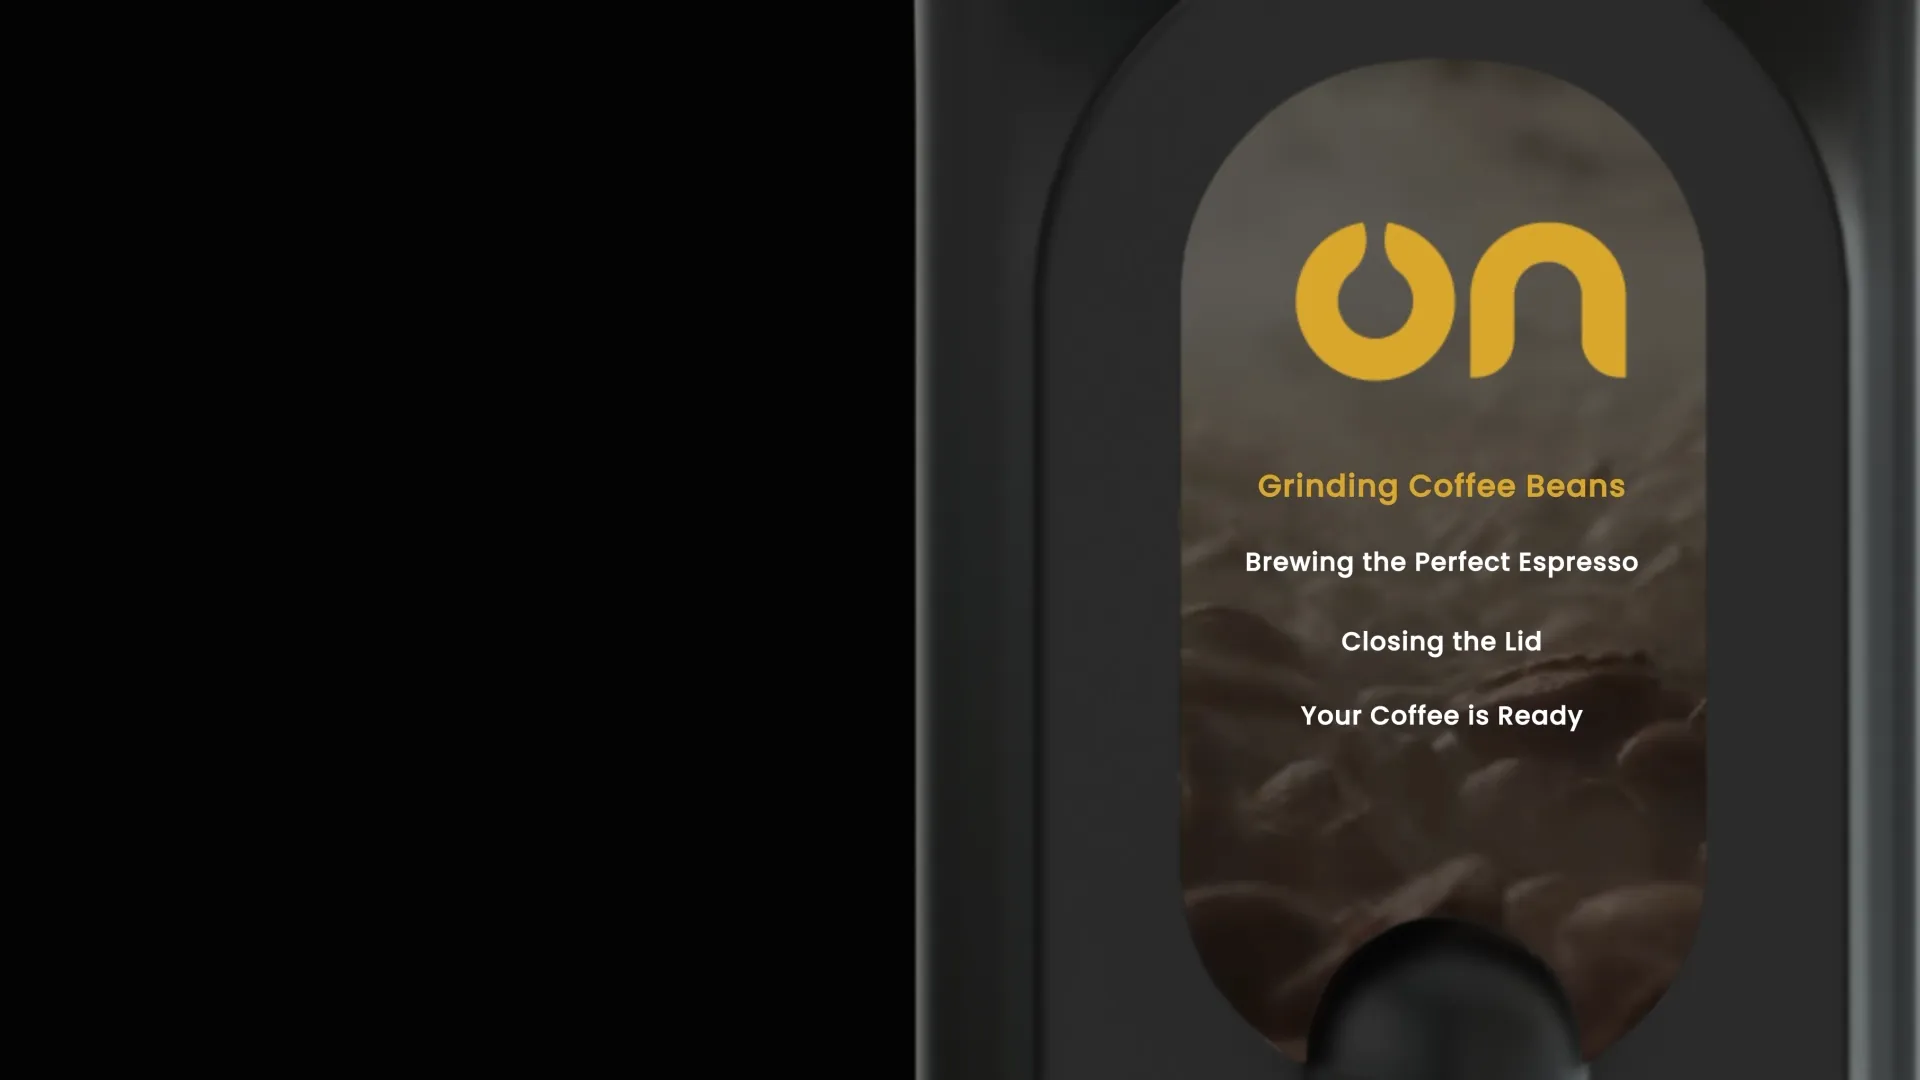 on
Grinding Coffee Beans
Brewing the Perfect Espresso
Closing the Lid
Your Coffee is Ready